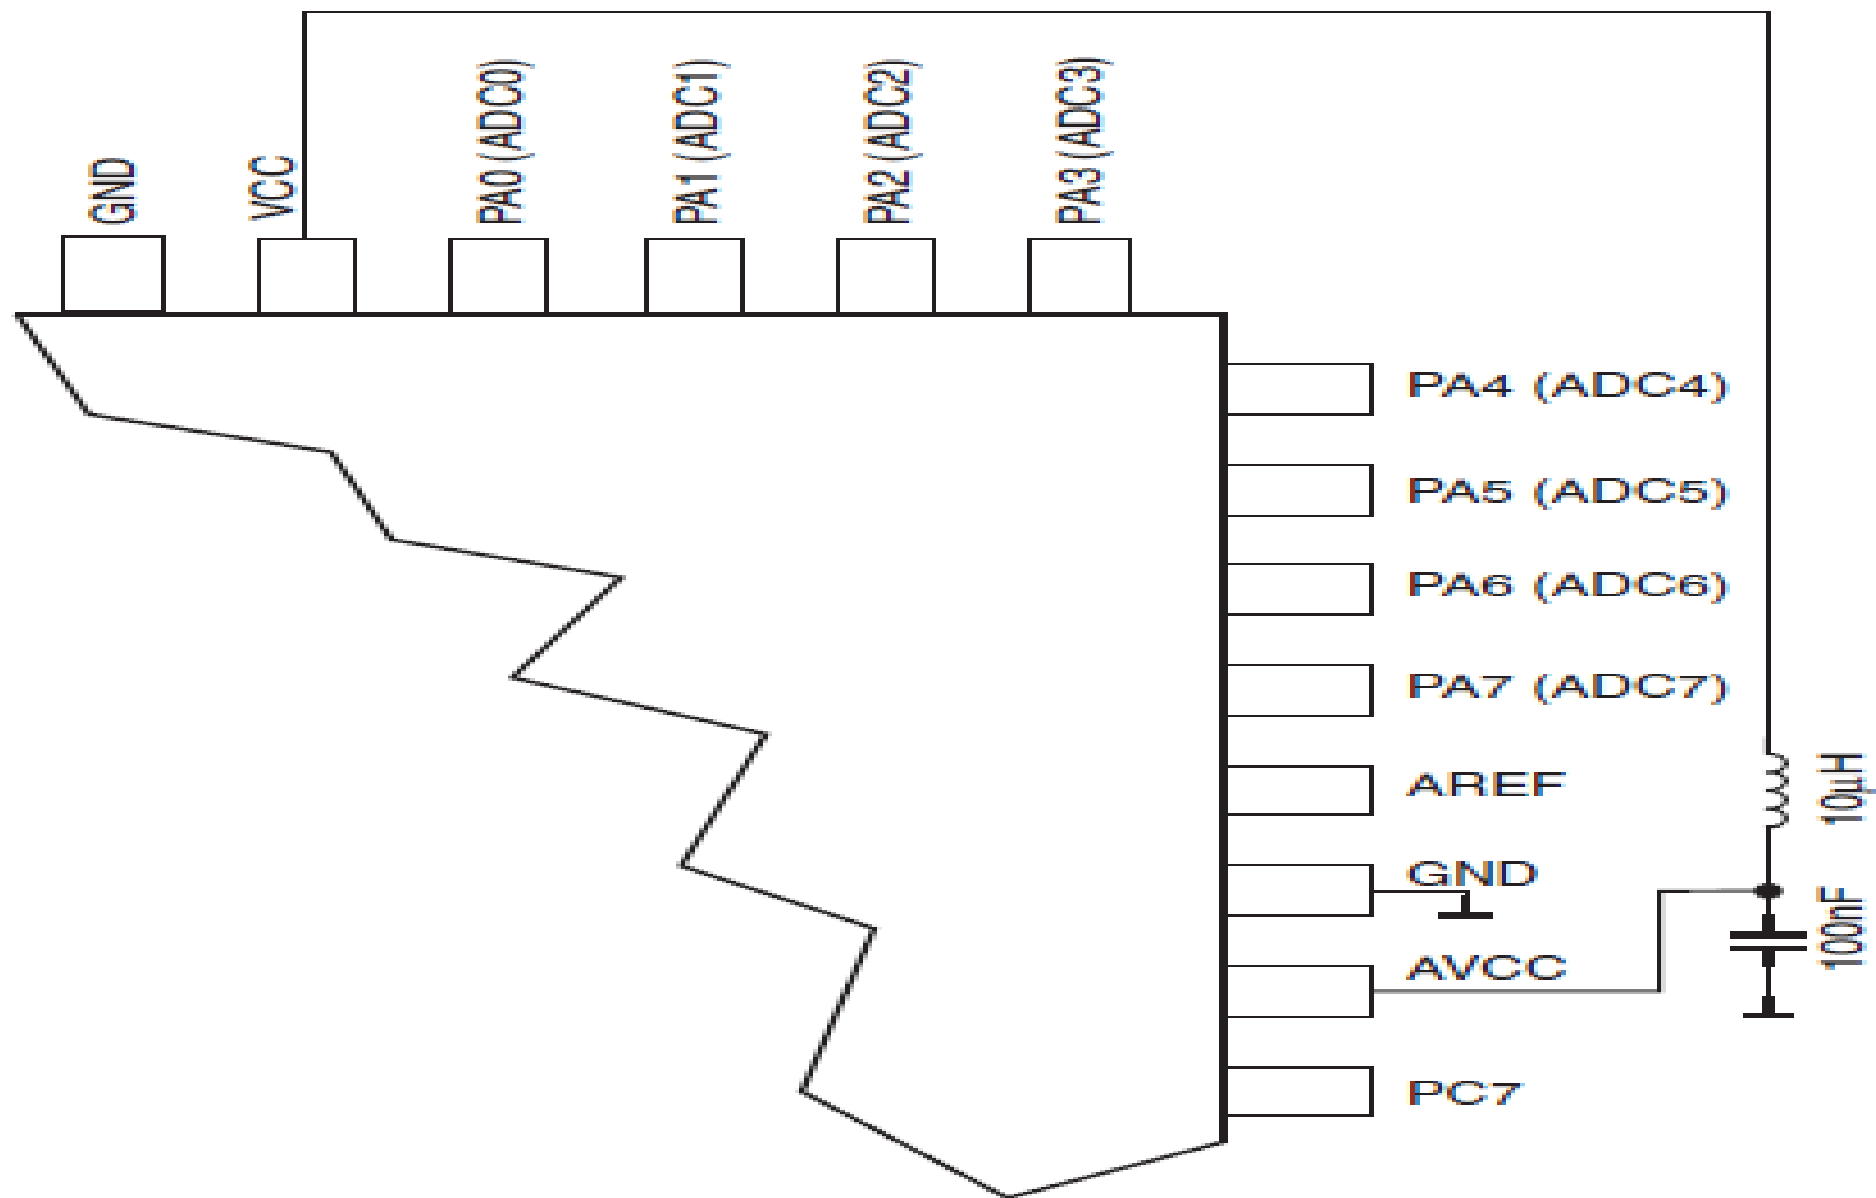 GND
VCC
PA0 (ADC0)
PA1 (ADC1)
PA2 (ADC2)
PA3 (ADC3)
PA4 (ADC4)
PA5 (ADC5)
PA6 (ADC6)
PA7 (ADC7)
AREF
10µH
GND
100nF
AVCC
PC7